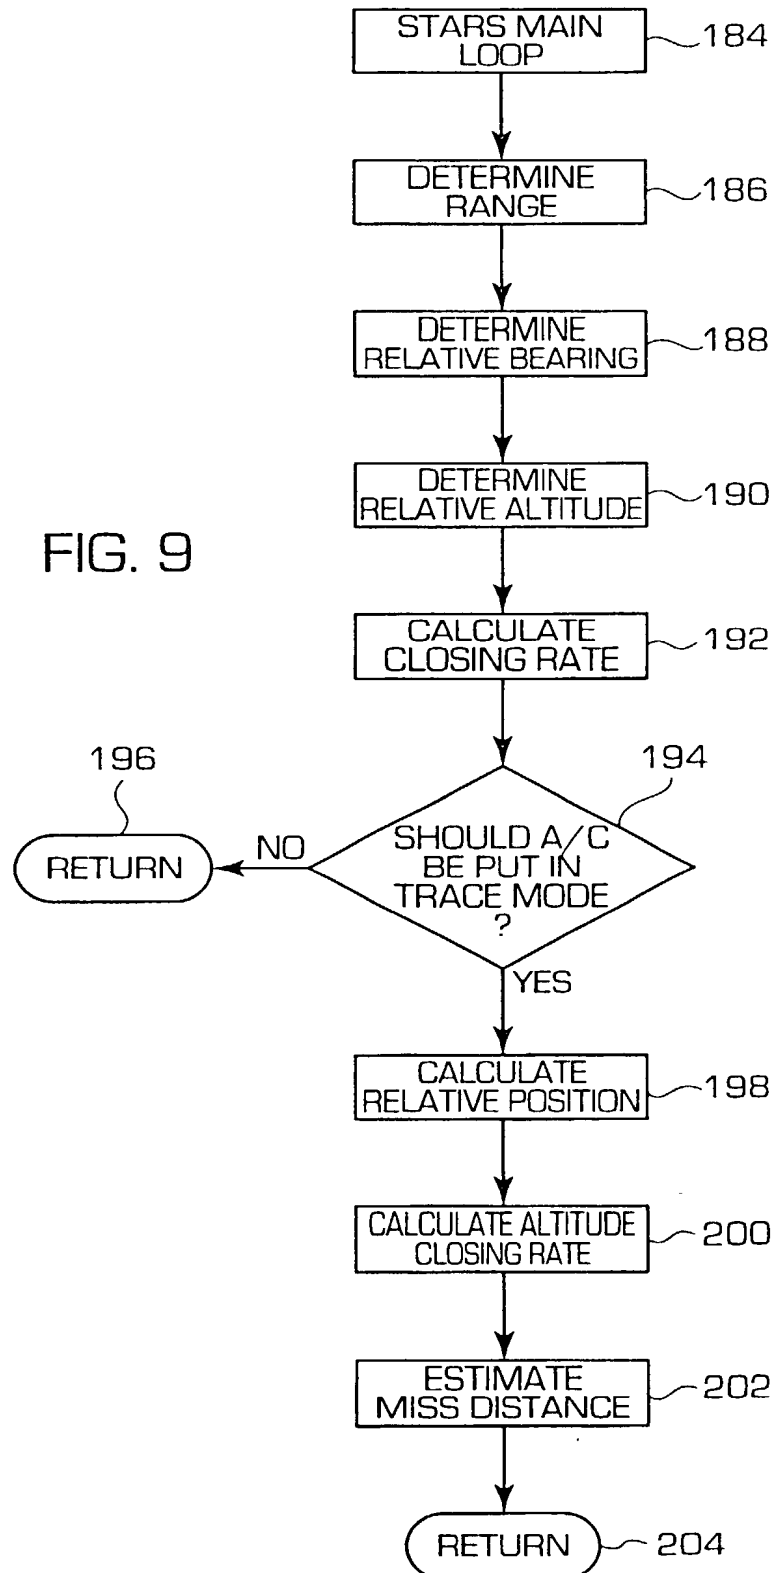 STARS MAIN
LOOP
184
DETERMINE
RANGE
186
DETERMINE
RELATIVE BEARING
188
DETERMINE
RELATIVE ALTITUDE
190
FIG. 9
CALCULATE
CLOSING RATE
192
196
RETURN
NO
194
SHOULD A/C
BE PUT IN
TRACE MODE
?
YES
CALCULATE
RELATIVE POSITION
198
CALCULATE ALTITUDE
CLOSING RATE
200
ESTIMATE
MISS DISTANCE
202
RETURN
204